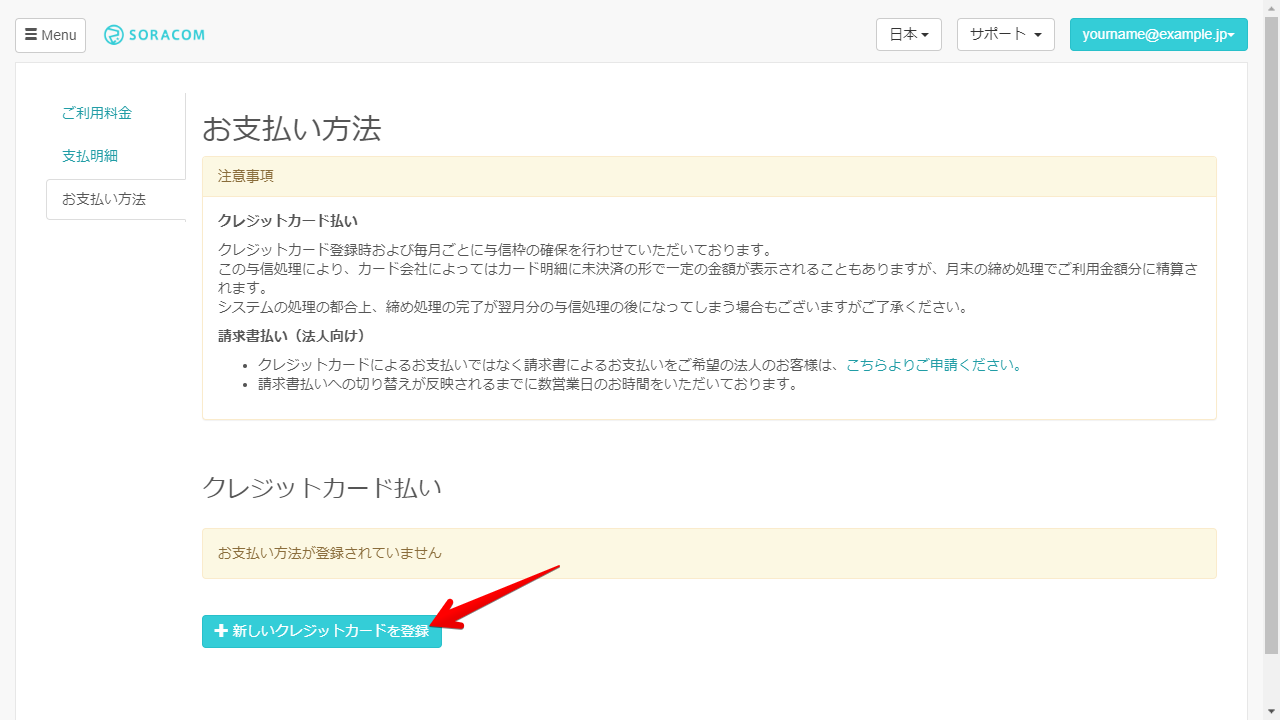 Menu
SORACOM
日本
サポート
yourname@example.jp
ご利用料金
支払明細
お支払い方法
お支払い方法
注意事項
クレジットカード払い
クレジットカード登録時および毎月ごとに与信枠の確保を行わせていただいております。
この与信処理により、カード会社によってはカード明細に未決済の形で一定の金額が表示されることもありますが、月末の締め処理でご利用金額分に精算さ
れます。
システムの処理の都合上、締め処理の完了が翌月分の与信処理の後になってしまう場合もございますがご了承ください。
請求書払い（法人向け）
クレジットカードによるお支払いではなく請求書によるお支払いをご希望の法人のお客様は、こちらよりご申請ください。
請求書払いへの切り替えが反映されるまでに数営業日のお時間をいただいております。
クレジットカード払い
お支払い方法が登録されていません
新しいクレジットカードを登録